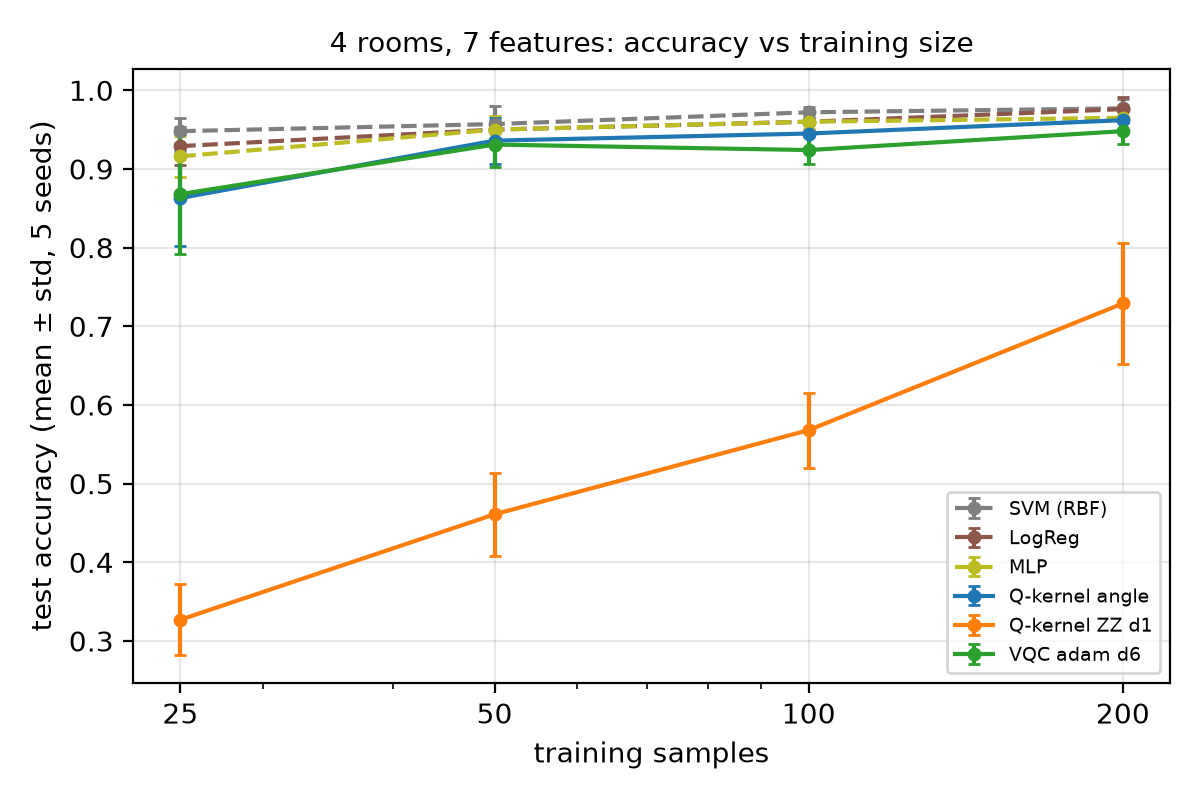 4 rooms, 7 features: accuracy vs training size
test accuracy (mean ± std, 5 seeds)
1.0
0.9
0.8
0.7
0.6
0.5
0.4
0.3
SVM (RBF)
LogReg
MLP
Q-kernel angle
Q-kernel ZZ d1
VQC adam d6
25
50
100
200
training samples